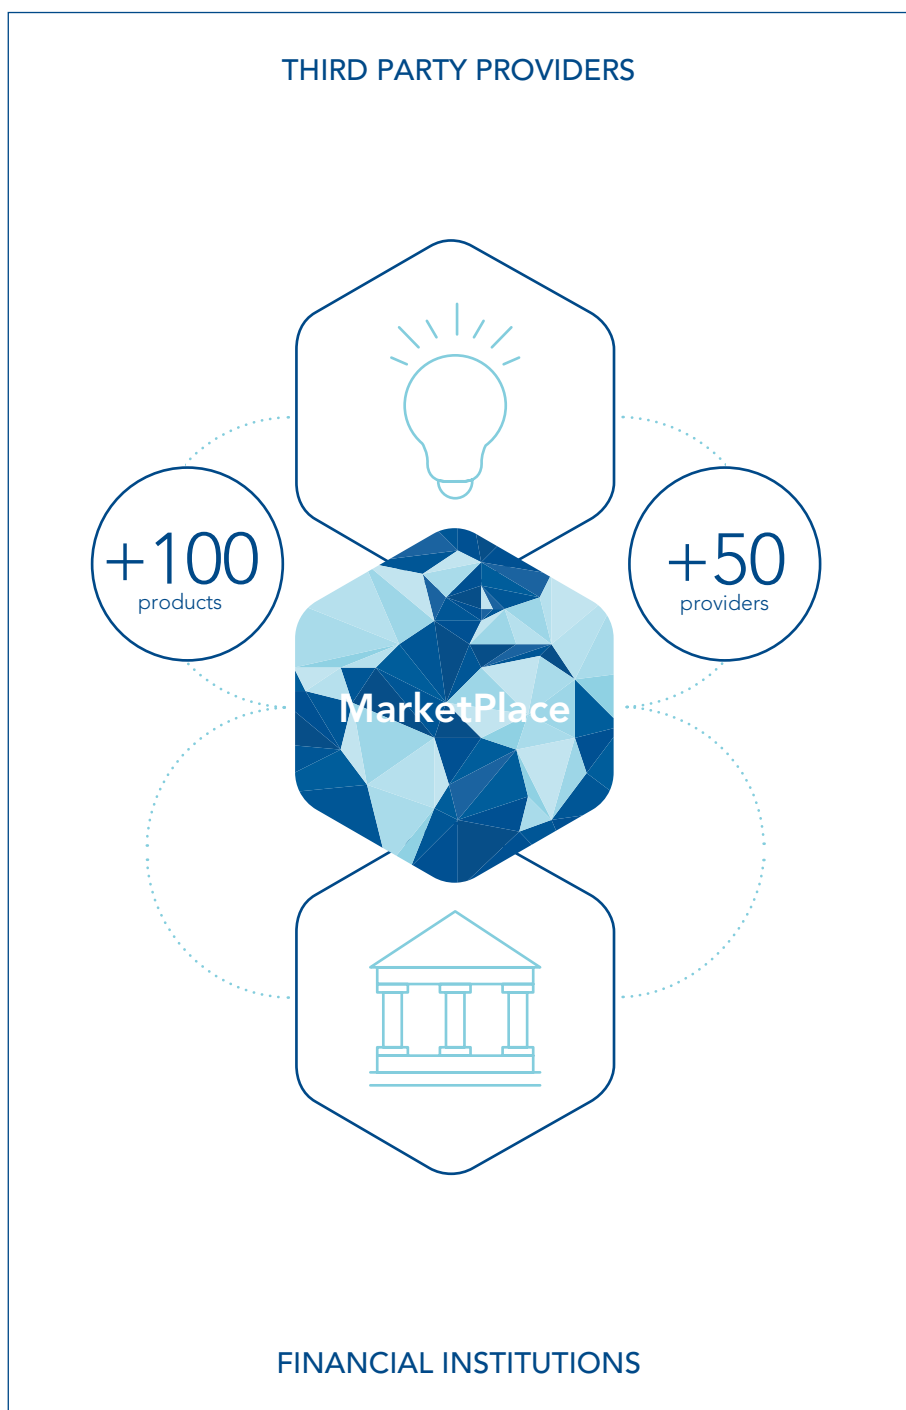 THIRD PARTY PROVIDERS
+100
products
+50
providers
MarketPlace
FINANCIAL INSTITUTIONS